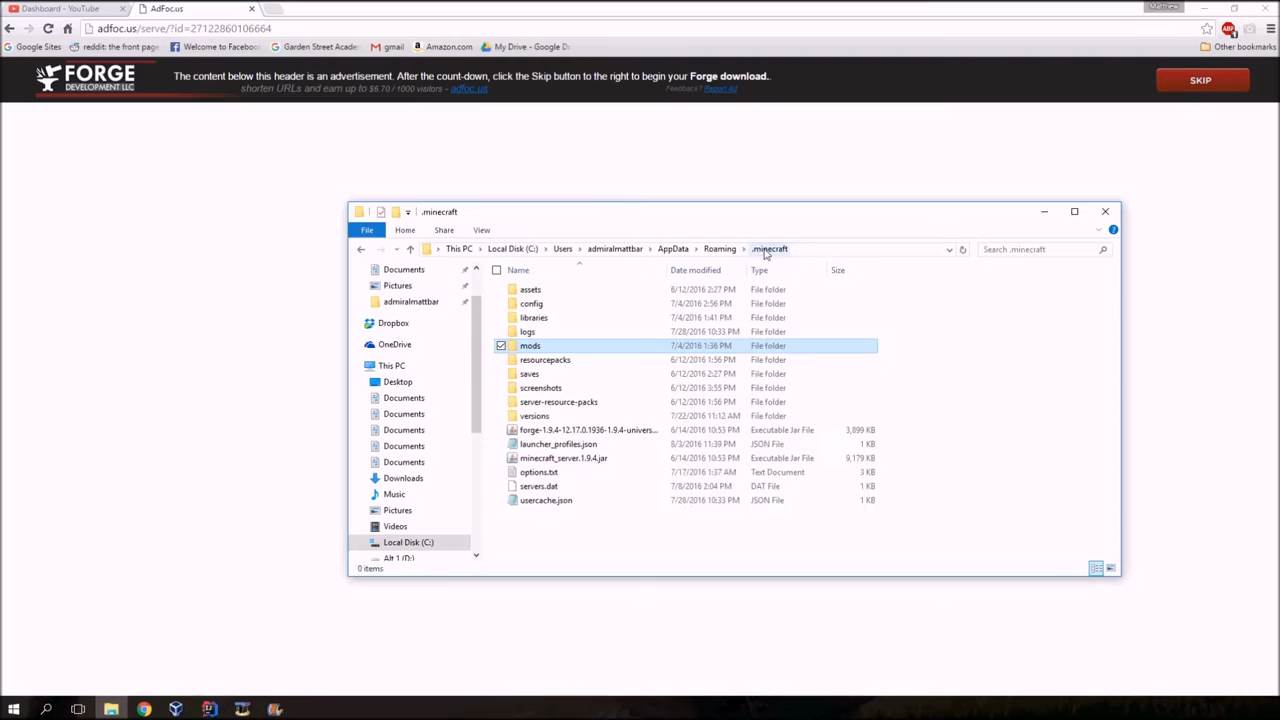 Dashboard - YouTube
AdFoc.us
Matthew
adfoc.us/serve/?id=27122860106664
Google Sites
reddit: the front page
Welcome to Facebook
Garden Street Acade
gmail
Amazon.com
My Drive - Google Dr
Other bookmarks
FORGE
DEVELOPMENT LLC
The content below this header is an advertisement. After the count-down, click the Skip button to the right to begin your Forge download.
shorten URLs and earn up to $6.70 / 1000 visitors - adfoc.us
Feedback? Report Ad
SKIP
.minecraft
File Home Share View
This PC › Local Disk (C:) › Users › admiralmattbar › AppData › Roaming › .minecraft
Search .minecraft
Documents
Pictures
admiralmattbar
Dropbox
OneDrive
This PC
Desktop
Documents
Documents
Documents
Documents
Documents
Downloads
Music
Pictures
Videos
Local Disk (C:)
Alt 1 (D:)
Name Date modified Type Size
assets 6/12/2016 2:27 PM File folder
config 7/4/2016 2:56 PM File folder
libraries 7/4/2016 1:41 PM File folder
logs 7/28/2016 10:33 PM File folder
mods 7/4/2016 1:36 PM File folder
resourcepacks 6/12/2016 1:56 PM File folder
saves 6/12/2016 2:27 PM File folder
screenshots 6/12/2016 3:55 PM File folder
server-resource-packs 6/12/2016 1:56 PM File folder
versions 7/22/2016 11:12 AM File folder
forge-1.9.4-12.17.0.1936-1.9.4-univers... 6/14/2016 10:53 PM Executable Jar File 3,899 KB
launcher_profiles.json 8/3/2016 11:39 PM JSON File 1 KB
minecraft_server.1.9.4.jar 6/14/2016 10:53 PM Executable Jar File 9,179 KB
options.txt 7/17/2016 1:37 AM Text Document 3 KB
servers.dat 7/8/2016 2:04 PM DAT File 1 KB
usercache.json 7/28/2016 10:33 PM JSON File 1 KB
0 items